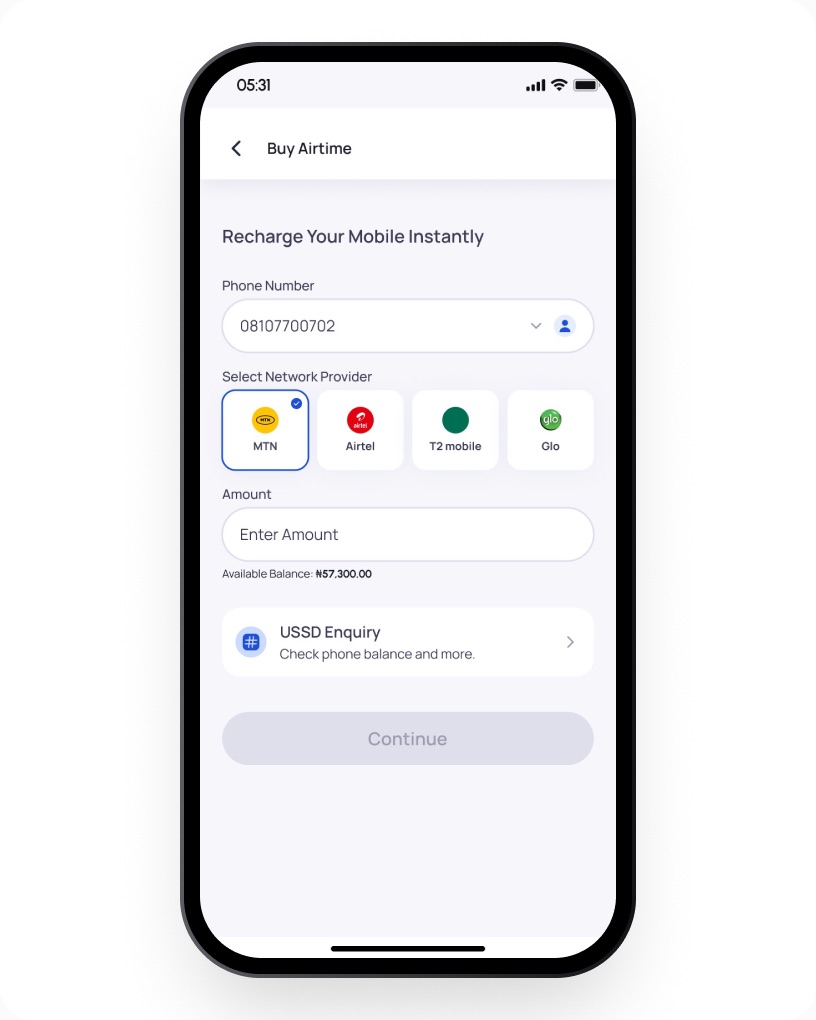 05:31
Buy Airtime
Recharge Your Mobile Instantly
Phone Number
08107700702
Select Network Provider
MTN
airtel
glo
MTN
Airtel
T2 mobile
Glo
Amount
Enter Amount
Available Balance: ₦57,300.00
USSD Enquiry
Check phone balance and more.
Continue